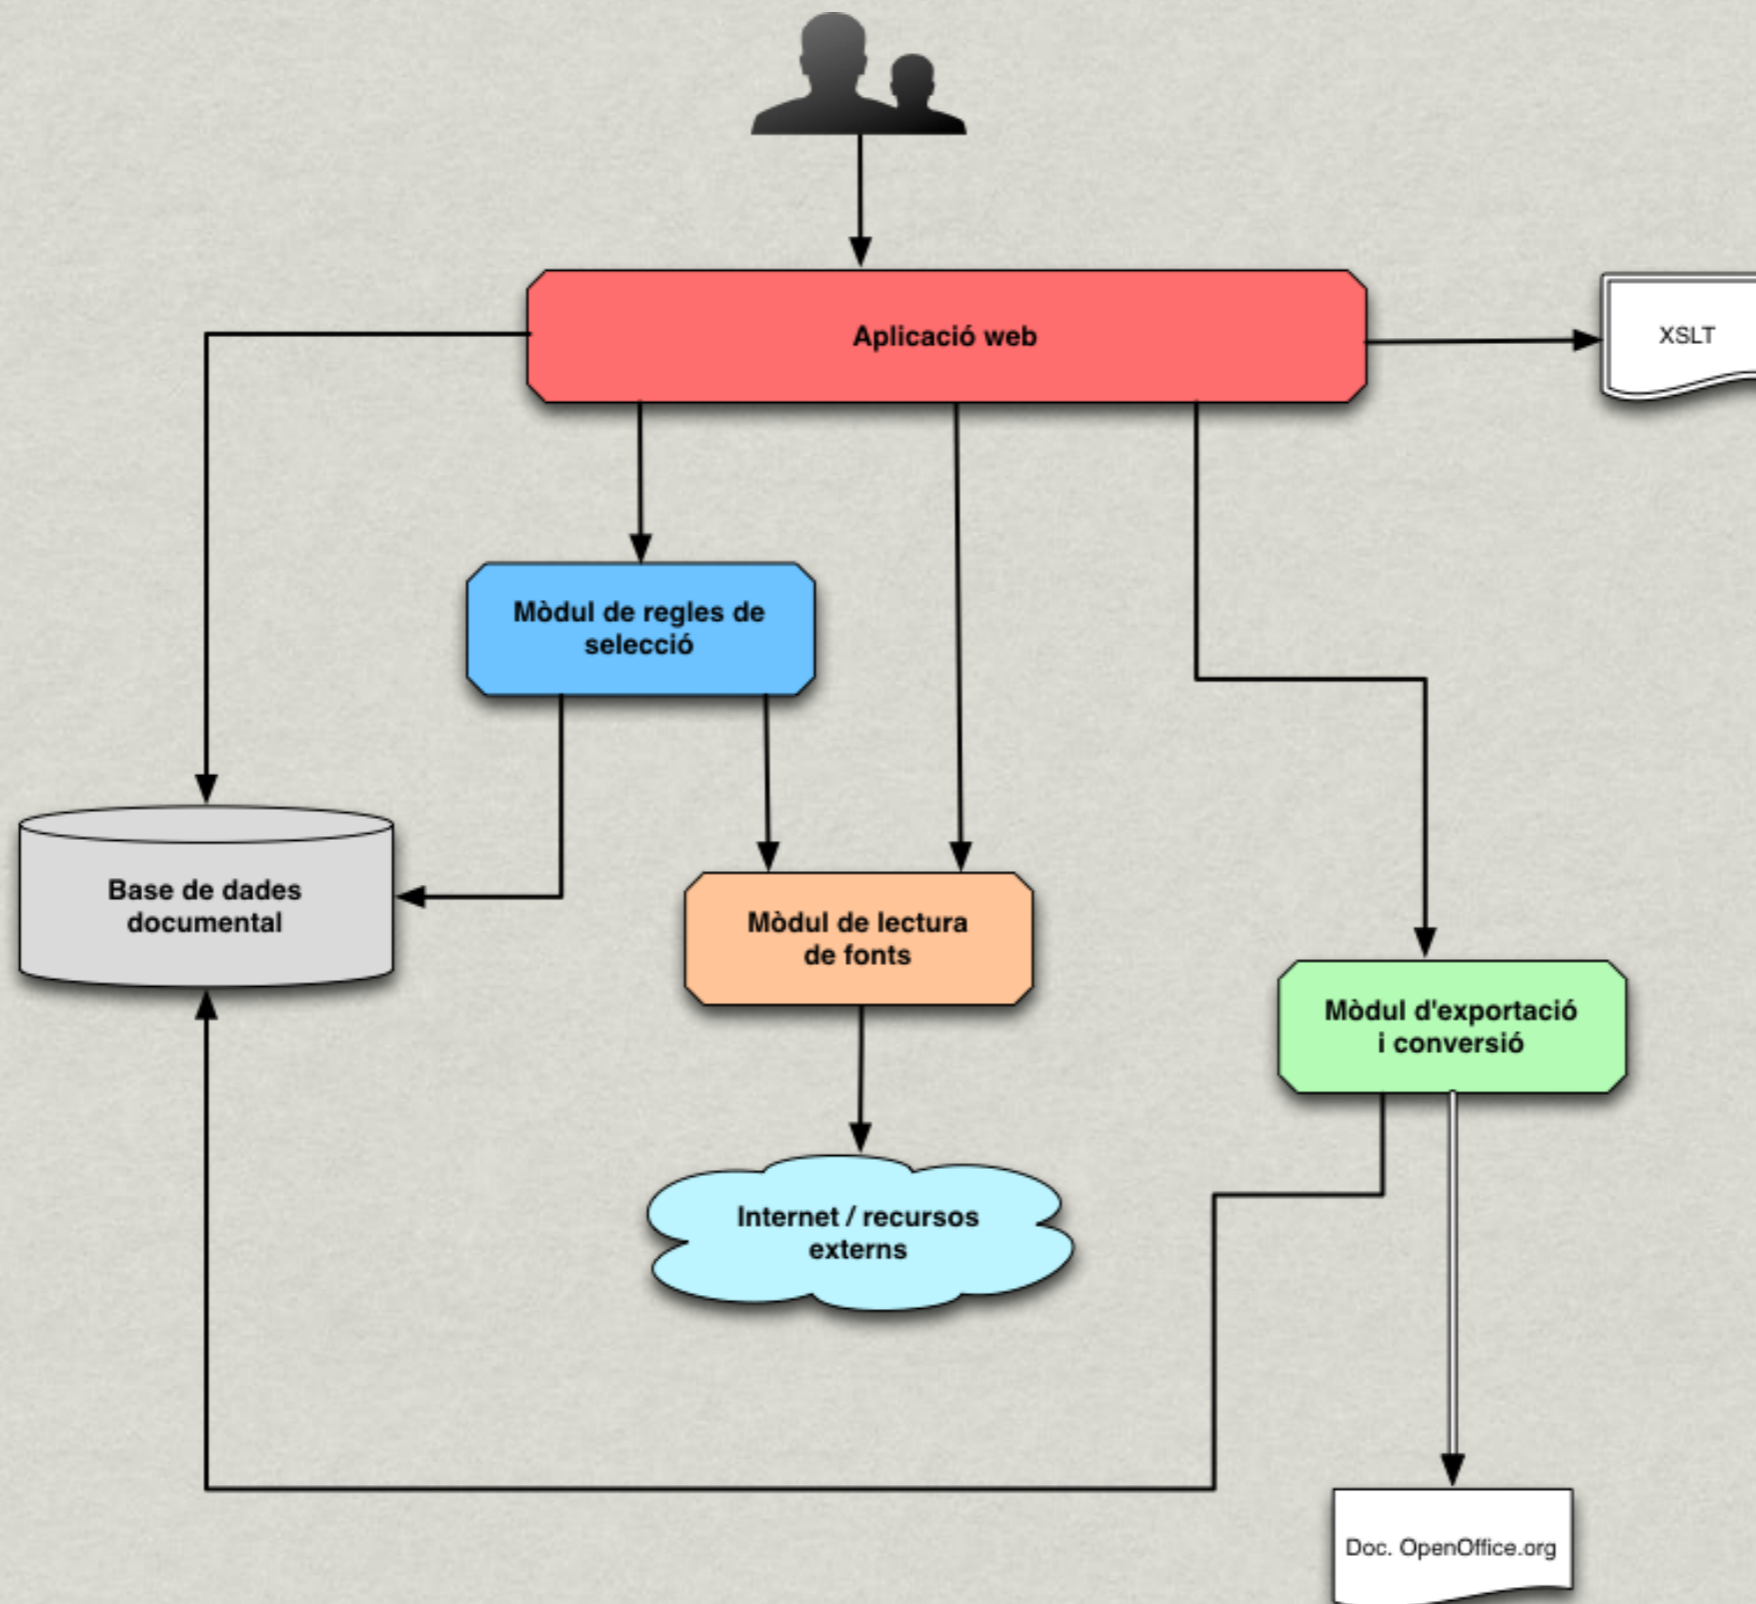 Aplicació web
XSLT
Mòdul de regles de
selecció
Base de dades
documental
Mòdul de lectura
de fonts
Mòdul d'exportació
i conversió
Internet / recursos
externs
Doc. OpenOffice.org